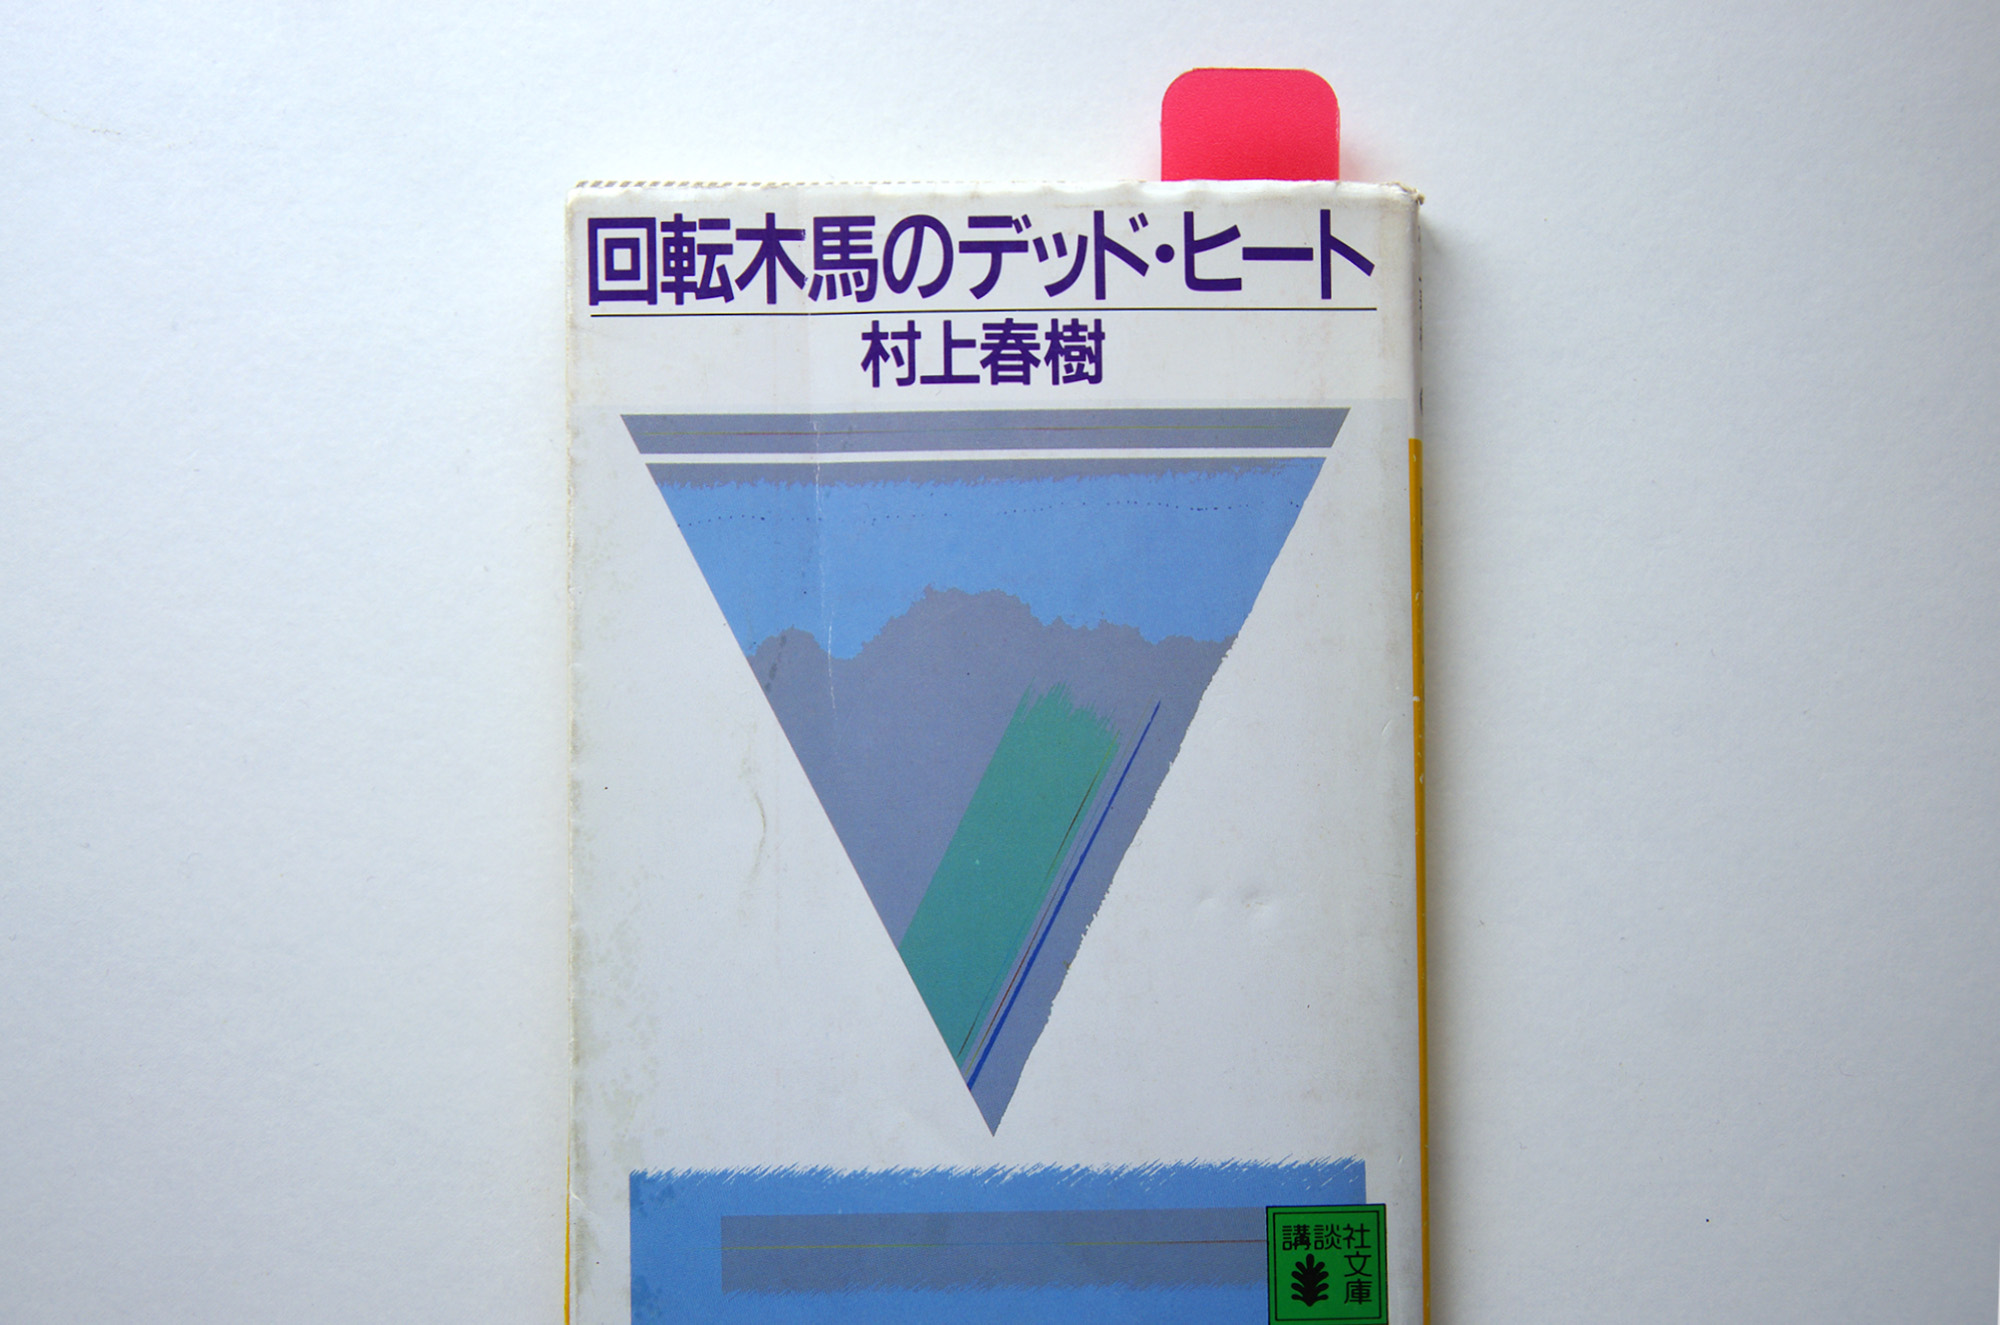 回転木馬のデッド・ヒート
村上春樹
講談社
文庫